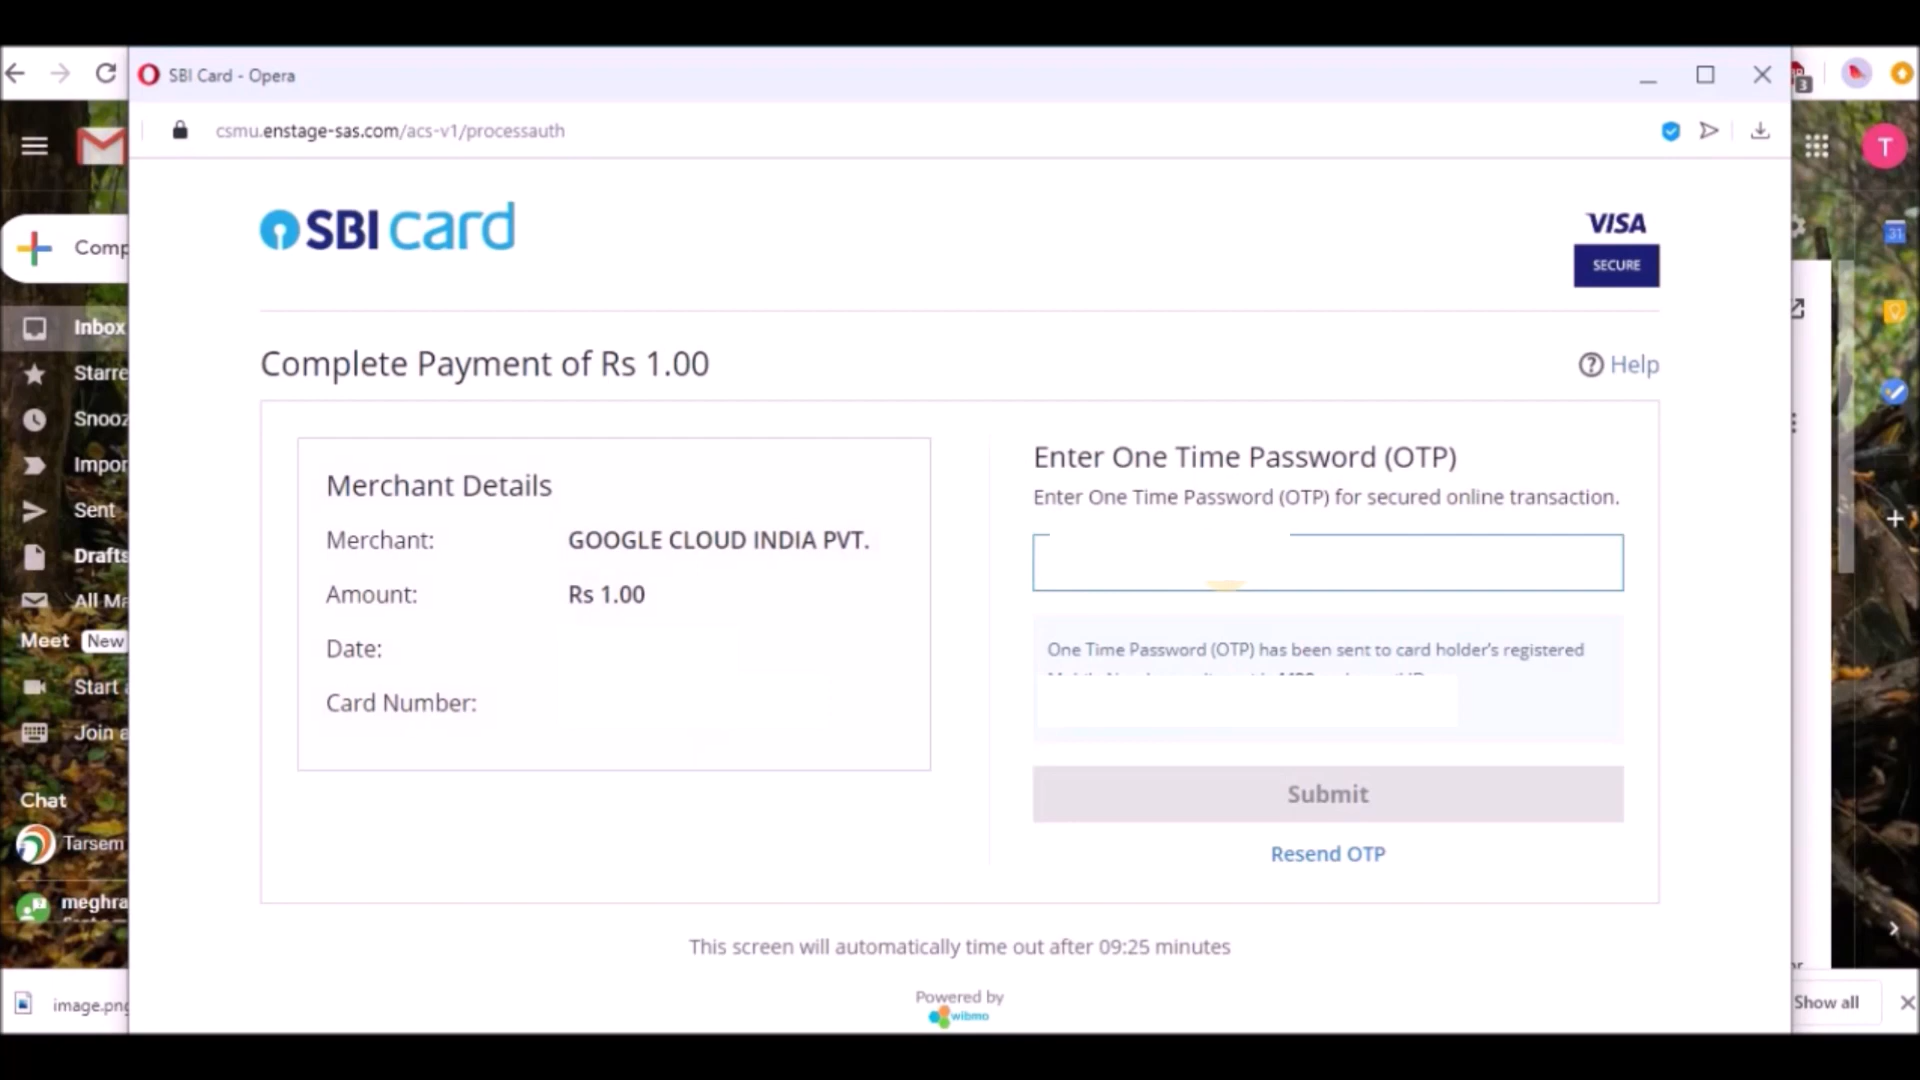 SBI Card - Opera
3
csmu.enstage-sas.com/acs-v1/processauth
T
SBI card
VISA
SECURE
Comp
31
Inbox
Starre
Snooz
Impor
Sent
Drafts
All Ma
Meet New
Start a
Join a
Chat
Tarsem
meghra
Complete Payment of Rs 1.00
Help
Merchant Details
Merchant: GOOGLE CLOUD INDIA PVT.
Amount: Rs 1.00
Date:
Card Number:
Enter One Time Password (OTP)
Enter One Time Password (OTP) for secured online transaction.
One Time Password (OTP) has been sent to card holder's registered
Submit
Resend OTP
This screen will automatically time out after 09:25 minutes
Powered by
wibmo
image.png
Show all